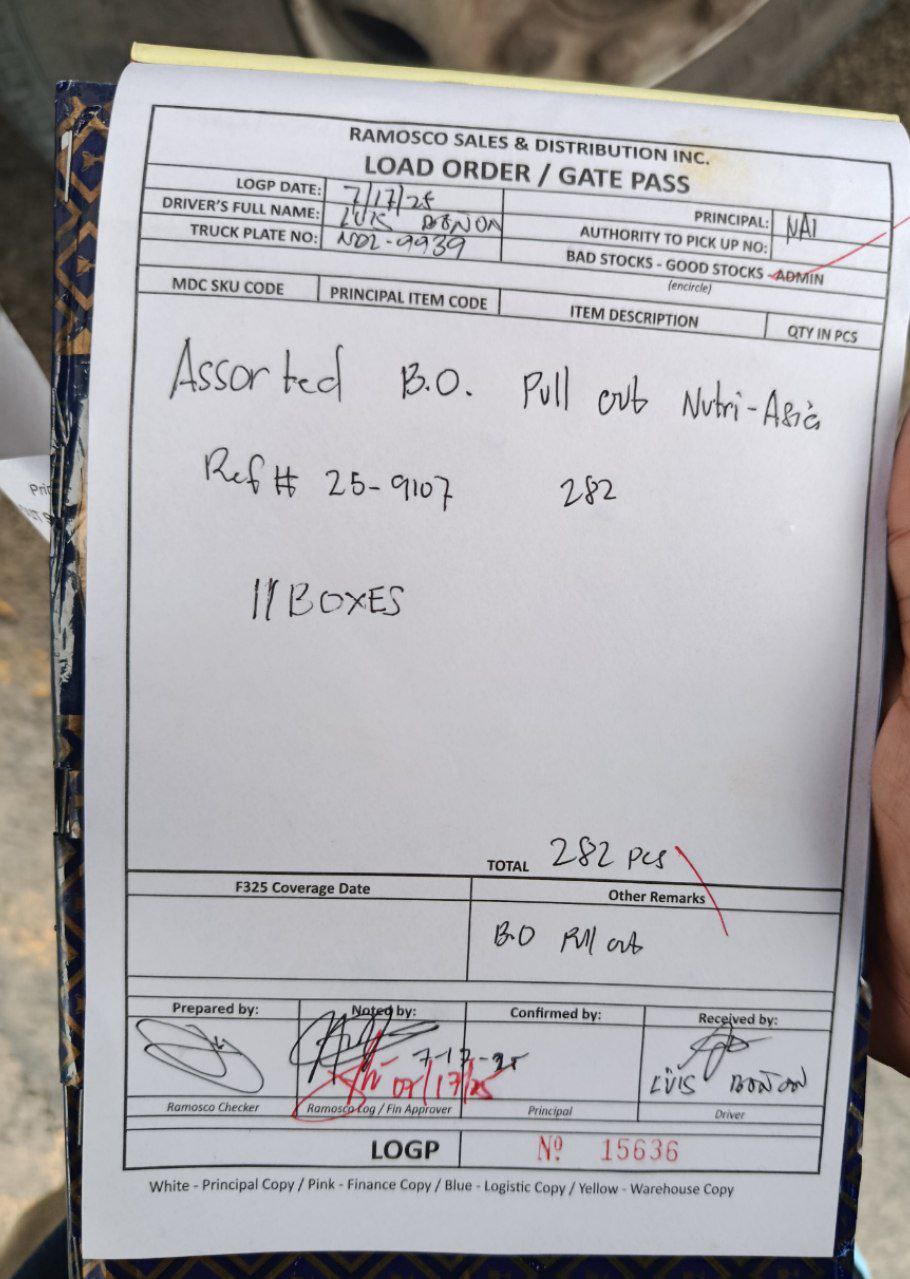 RAMOSCO SALES & DISTRIBUTION INC.
LOAD ORDER / GATE PASS
LOGP DATE: 7/17/25
DRIVER'S FULL NAME: LUIS BONON
TRUCK PLATE NO: NDZ-9939
PRINCIPAL: NAI
AUTHORITY TO PICK UP NO:
BAD STOCKS - GOOD STOCKS - ADMIN
(encircle)
MDC SKU CODE PRINCIPAL ITEM CODE ITEM DESCRIPTION QTY IN PCS
Assorted B.O. Pull out Nutri-Asia
Ref # 25-9107 282
11 BOXES
TOTAL 282 pcs
F325 Coverage Date Other Remarks
B.O Pull out
Prepared by: Noted by: Confirmed by: Received by:
7-17-25
07/17/25
LUIS BONON
Ramosco Checker Ramosco Log / Fin Approver Principal Driver
LOGP Nº 15636
White - Principal Copy / Pink - Finance Copy / Blue - Logistic Copy / Yellow - Warehouse Copy